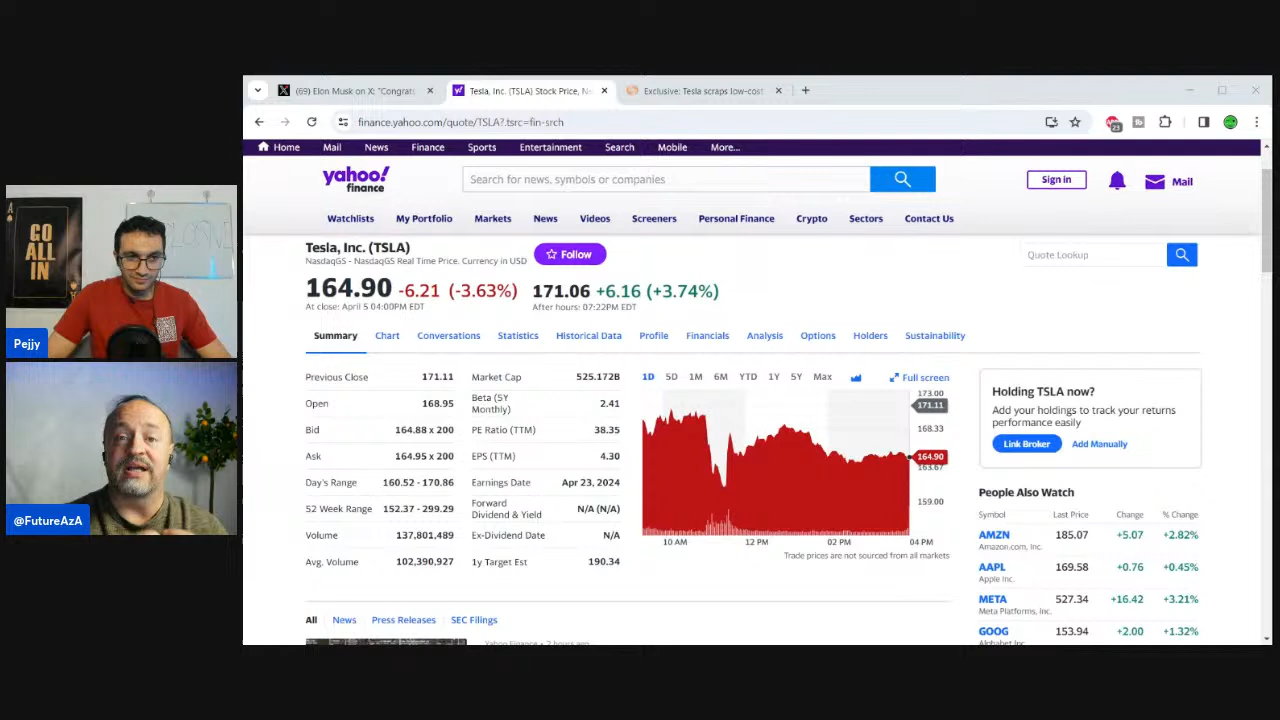 (69) Elon Musk on X: "Congrats
Tesla, Inc. (TSLA) Stock Price, Ne
Exclusive: Tesla scraps low-cost
finance.yahoo.com/quote/TSLA?.tsrc=fin-srch
23
Home Mail News Finance Sports Entertainment Search Mobile More...
yahoo!
finance
Search for news, symbols or companies
Sign in
Mail
Watchlists My Portfolio Markets News Videos Screeners Personal Finance Crypto Sectors Contact Us
Tesla, Inc. (TSLA)
NasdaqGS - NasdaqGS Real Time Price. Currency in USD
Follow
Quote Lookup
164.90 -6.21 (-3.63%) 171.06 +6.16 (+3.74%)
At close: April 5 04:00PM EDT
After hours: 07:22PM EDT
Summary Chart Conversations Statistics Historical Data Profile Financials Analysis Options Holders Sustainability
Previous Close 171.11
Open 168.95
Bid 164.88 x 200
Ask 164.95 x 200
Day's Range 160.52 - 170.86
52 Week Range 152.37 - 299.29
Volume 137,801,489
Avg. Volume 102,390,927
Market Cap 525.172B
Beta (5Y Monthly) 2.41
PE Ratio (TTM) 38.35
EPS (TTM) 4.30
Earnings Date Apr 23, 2024
Forward Dividend & Yield N/A (N/A)
Ex-Dividend Date N/A
1y Target Est 190.34
1D 5D 1M 6M YTD 1Y 5Y Max
Full screen
173.00
171.11
168.33
164.90
163.67
159.00
10 AM 12 PM 02 PM 04 PM
Trade prices are not sourced from all markets
Holding TSLA now?
Add your holdings to track your returns
performance easily
Link Broker Add Manually
People Also Watch
Symbol Last Price Change % Change
AMZN 185.07 +5.07 +2.82%
Amazon.com, Inc.
AAPL 169.58 +0.76 +0.45%
Apple Inc.
META 527.34 +16.42 +3.21%
Meta Platforms, Inc.
GOOG 153.94 +2.00 +1.32%
Alphabet Inc.
All News Press Releases SEC Filings
Yahoo Finance • 2 hours ago
GO
ALL
IN
A
Pejjy
@FutureAzA